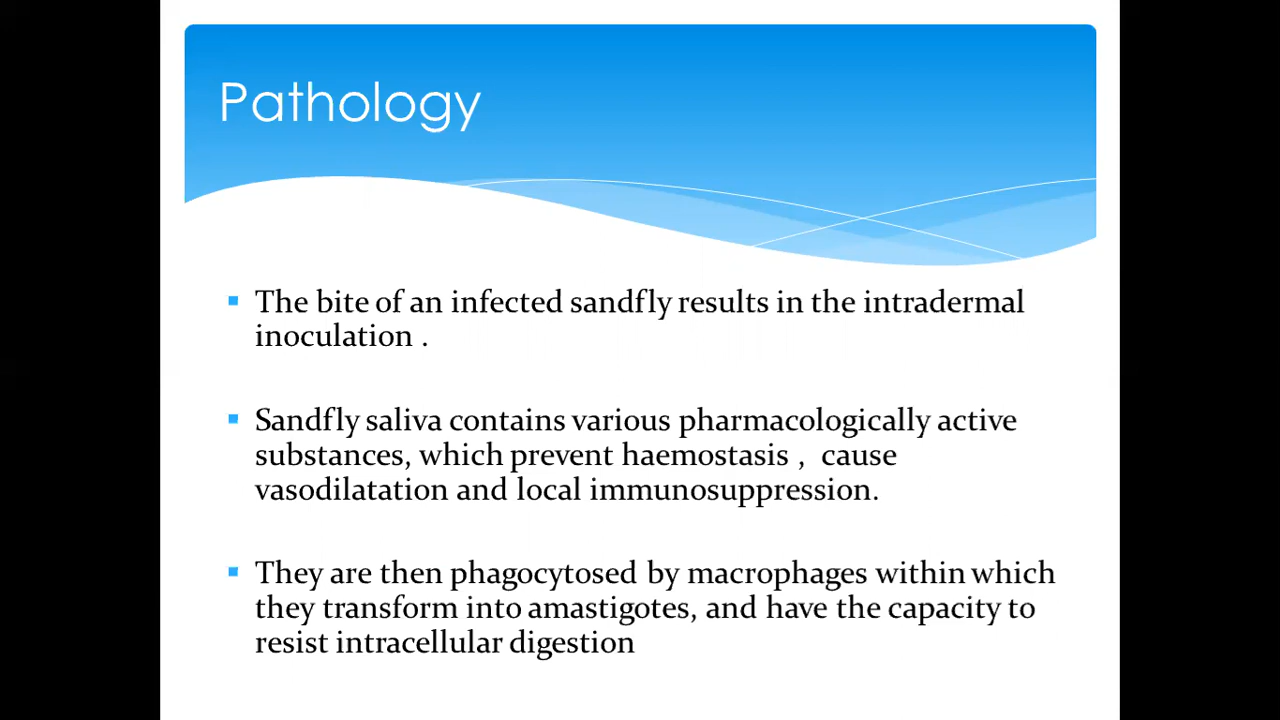 Pathology
The bite of an infected sandfly results in the intradermal
inoculation .
Sandfly saliva contains various pharmacologically active
substances, which prevent haemostasis , cause
vasodilatation and local immunosuppression.
They are then phagocytosed by macrophages within which
they transform into amastigotes, and have the capacity to
resist intracellular digestion